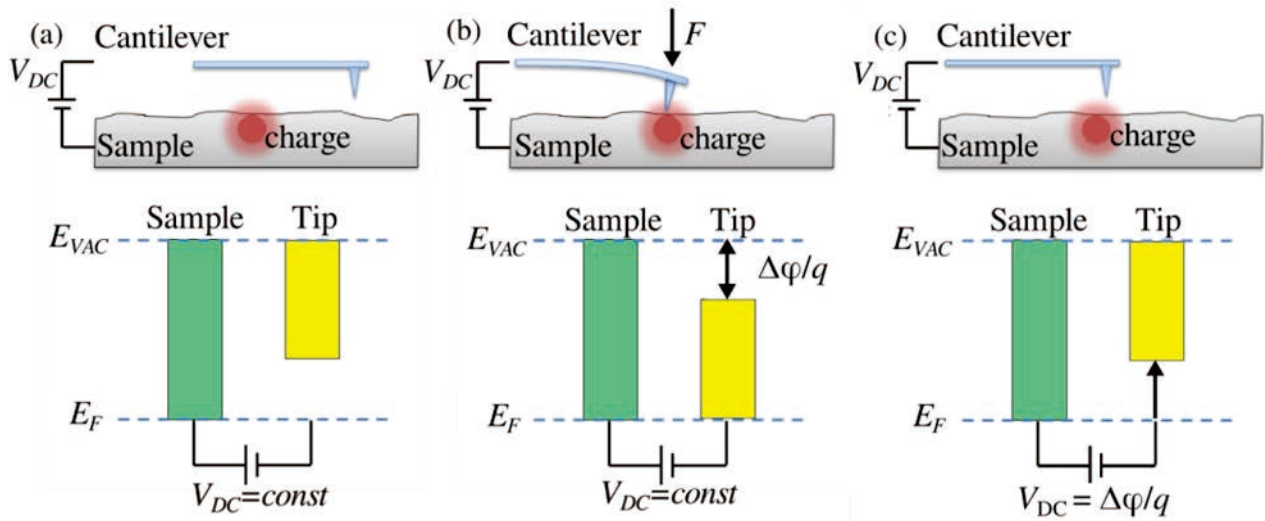 (a)
Cantilever
V_DC
Sample
charge
Sample Tip
E_VAC
E_F
V_DC=const
(b)
Cantilever
F
V_DC
Sample
charge
Sample Tip
E_VAC
Δφ/q
E_F
V_DC=const
(c)
Cantilever
V_DC
Sample
charge
Sample Tip
E_VAC
E_F
V_DC = Δφ/q